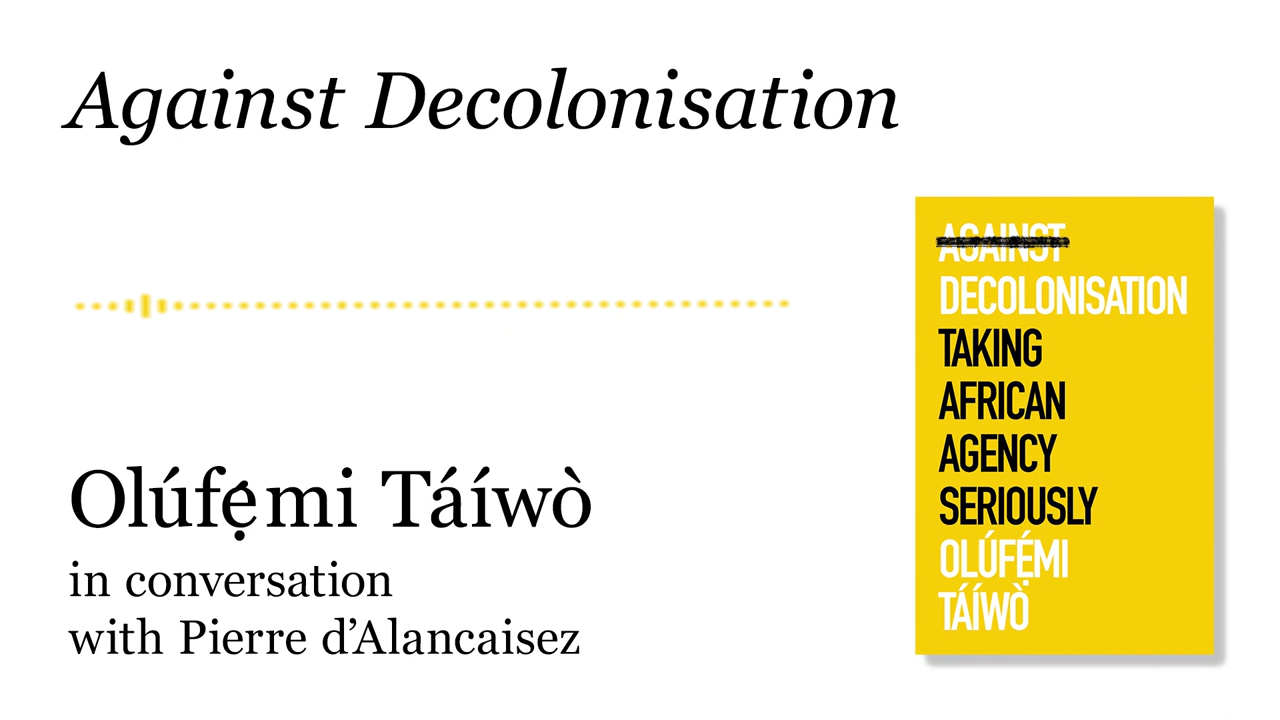 Against Decolonisation
Olúfẹ́mi Táíwò
in conversation
with Pierre d’Alancaisez
AGAINST
DECOLONISATION
TAKING
AFRICAN
AGENCY
SERIOUSLY
OLÚFẸ́MI
TÁÍWÒ